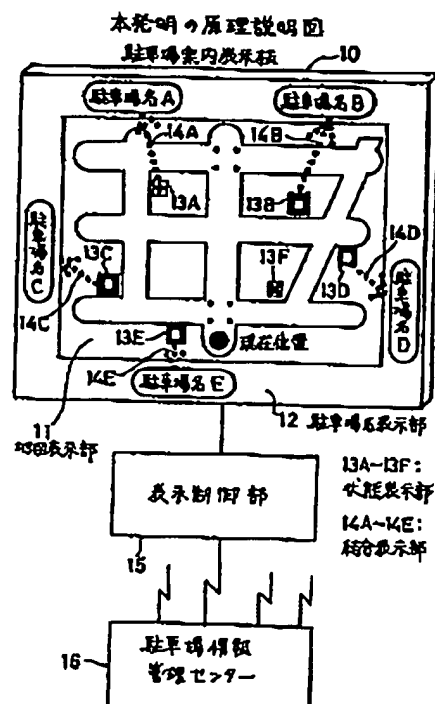 本発明の原理説明図
駐車場案内表示板
10
駐車場名A
駐車場名B
14A
14B
13A
13B
駐車場名C
14C
13C
13F
13D
14D
駐車場名D
13E
14E
現在位置
駐車場名E
11
地図表示部
12 駐車場名表示部
表示制御部
15
13A~13F:
状態表示部
14A~14E:
結合表示部
16
駐車場情報
管理センター